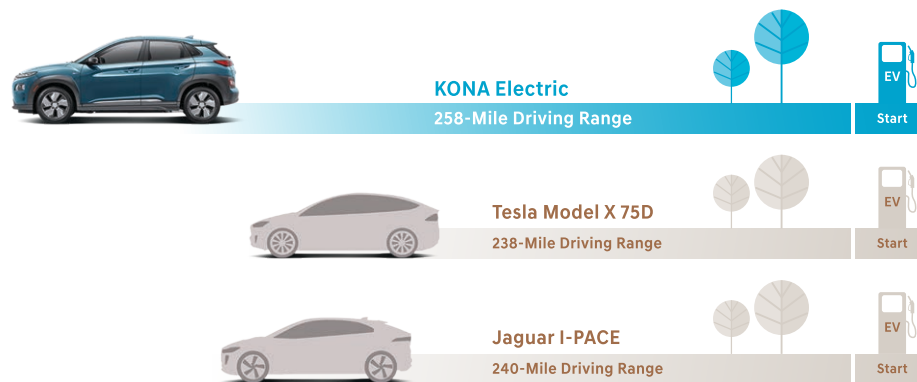 KONA Electric
EV
258-Mile Driving Range
Start
Tesla Model X 75D
EV
238-Mile Driving Range
Start
Jaguar I-PACE
EV
240-Mile Driving Range
Start